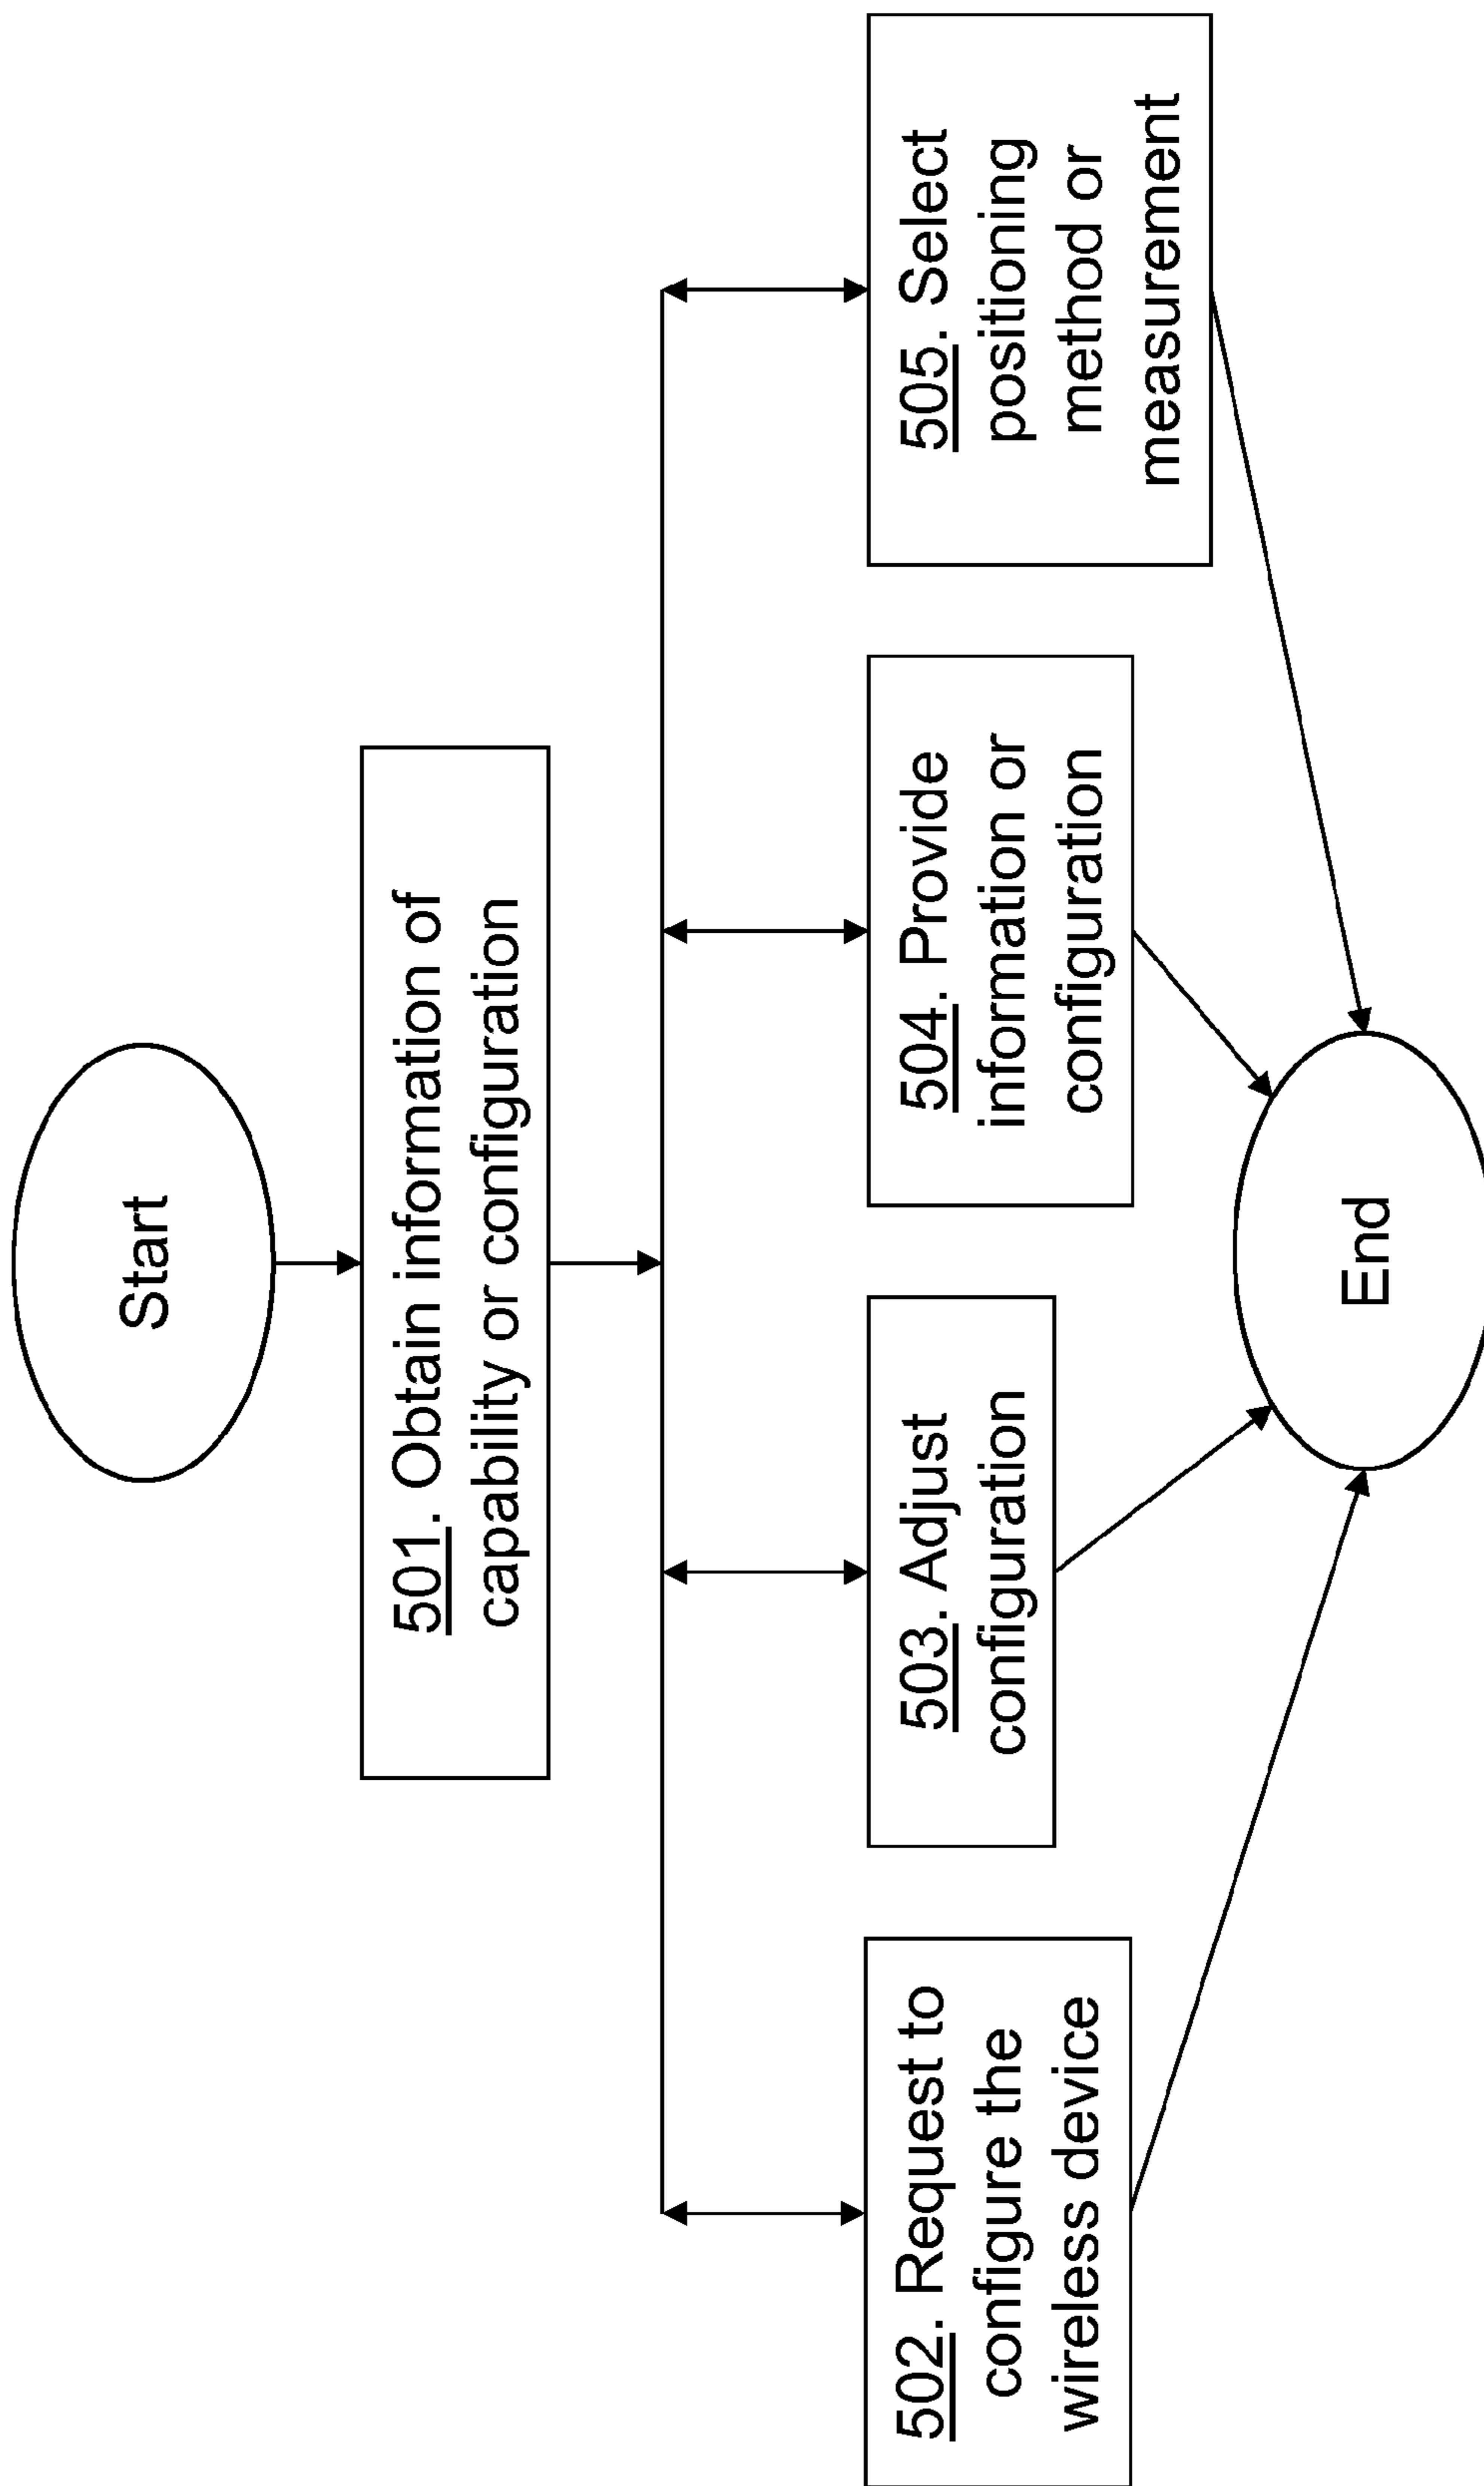 Start
501. Obtain information of
capability or configuration
502. Request to
configure the
wireless device
503. Adjust
configuration
504. Provide
information or
configuration
505. Select
positioning
method or
measurement
End